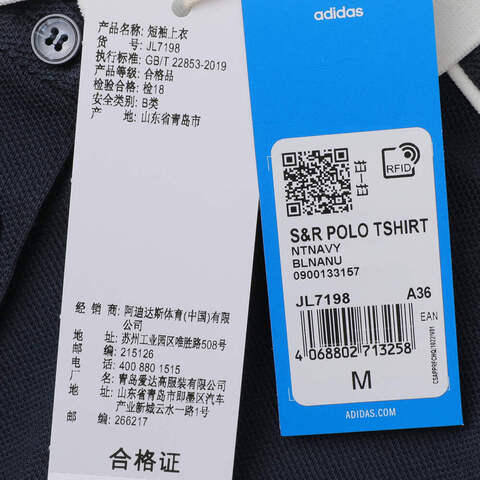 产品名称: 短袖上衣
货 号: JL7198
执行标准: GB/T 22853-2019
产品等级: 合格品
检验合格: 检18
安全类别: B类
产 地: 山东省青岛市
经 销 商: 阿迪达斯体育(中国)有限公司
地 址: 苏州工业园区唯胜路508号
邮 编: 215126
电 话: 400 880 1515
厂 名: 青岛爱达高服装有限公司
地 址: 山东省青岛市即墨区汽车
产业新城云水一路1号
邮 编: 266217
合格证
adidas
RFID
S&R POLO TSHIRT
NTNAVY
BLNANU
0900133157
JL7198 A36
EAN
4 068802 713258
M
ADIDAS.COM